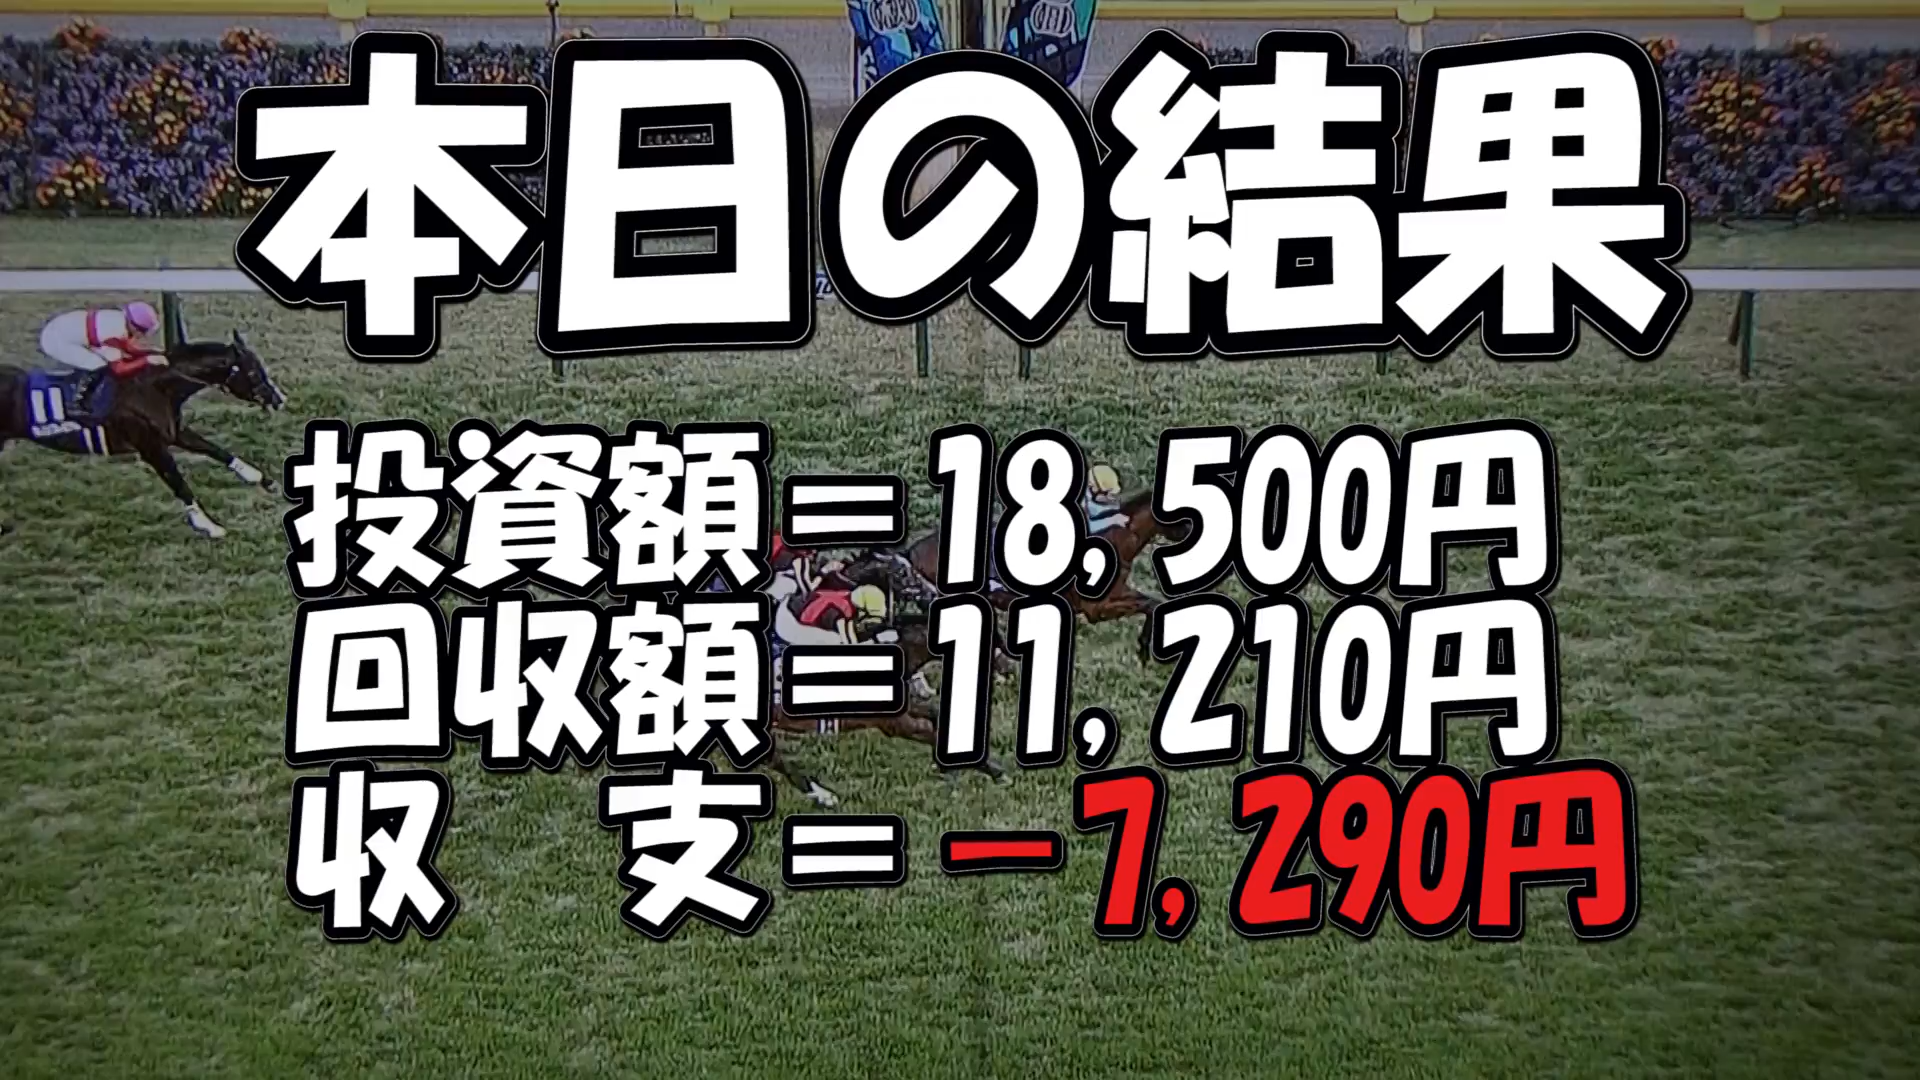 本日の結果
投資額＝18,500円
回収額＝11,210円
収　支＝－7,290円
11